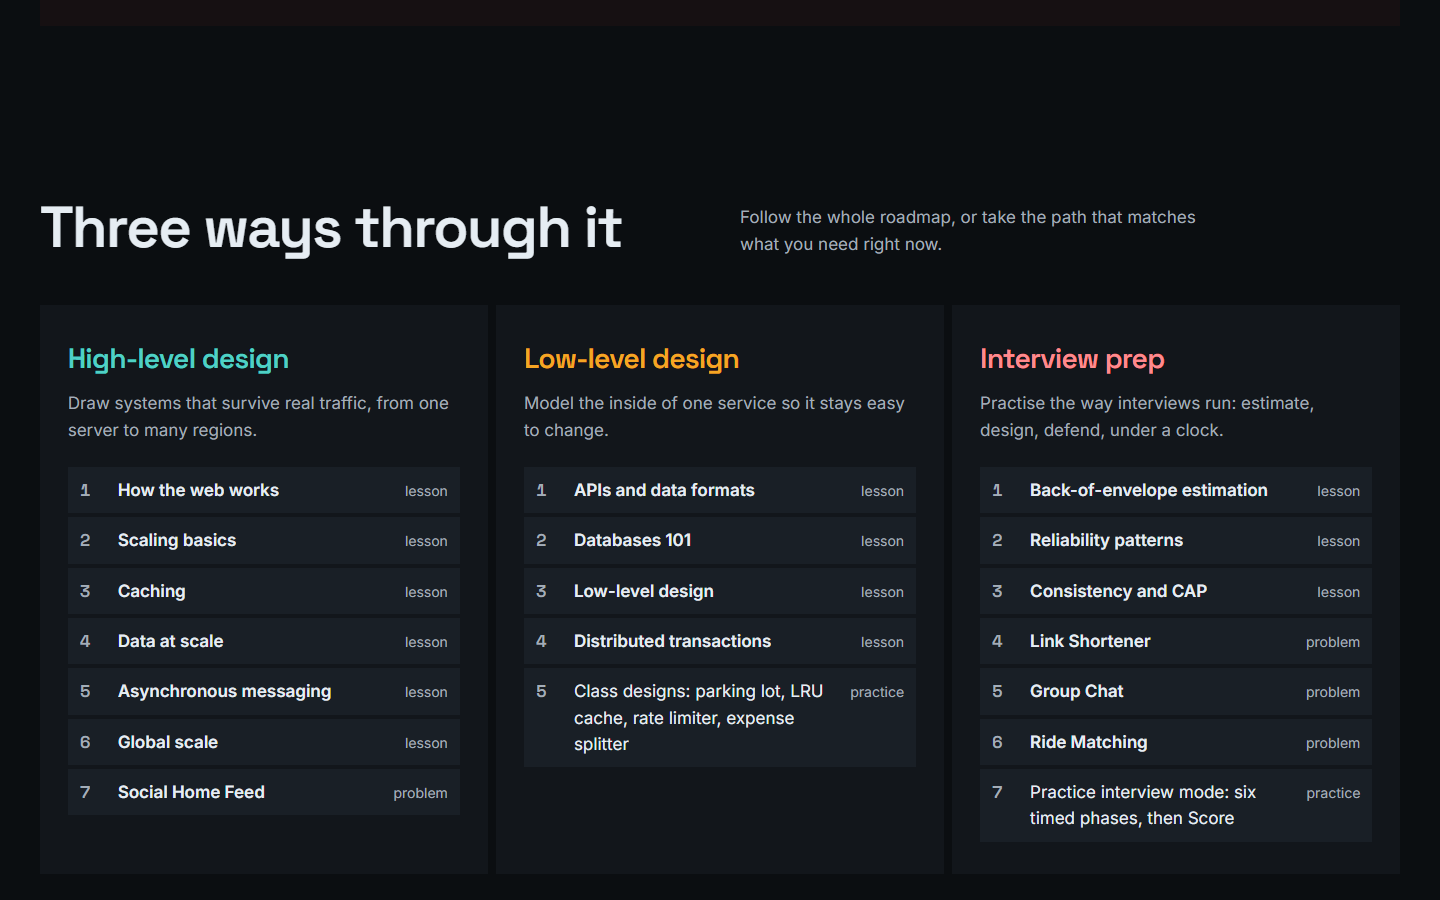 Three ways through it
Follow the whole roadmap, or take the path that matches
what you need right now.
High-level design
Draw systems that survive real traffic, from one
server to many regions.
1 How the web works lesson
2 Scaling basics lesson
3 Caching lesson
4 Data at scale lesson
5 Asynchronous messaging lesson
6 Global scale lesson
7 Social Home Feed problem
Low-level design
Model the inside of one service so it stays easy
to change.
1 APIs and data formats lesson
2 Databases 101 lesson
3 Low-level design lesson
4 Distributed transactions lesson
5 Class designs: parking lot, LRU practice
cache, rate limiter, expense
splitter
Interview prep
Practise the way interviews run: estimate,
design, defend, under a clock.
1 Back-of-envelope estimation lesson
2 Reliability patterns lesson
3 Consistency and CAP lesson
4 Link Shortener problem
5 Group Chat problem
6 Ride Matching problem
7 Practice interview mode: six practice
timed phases, then Score